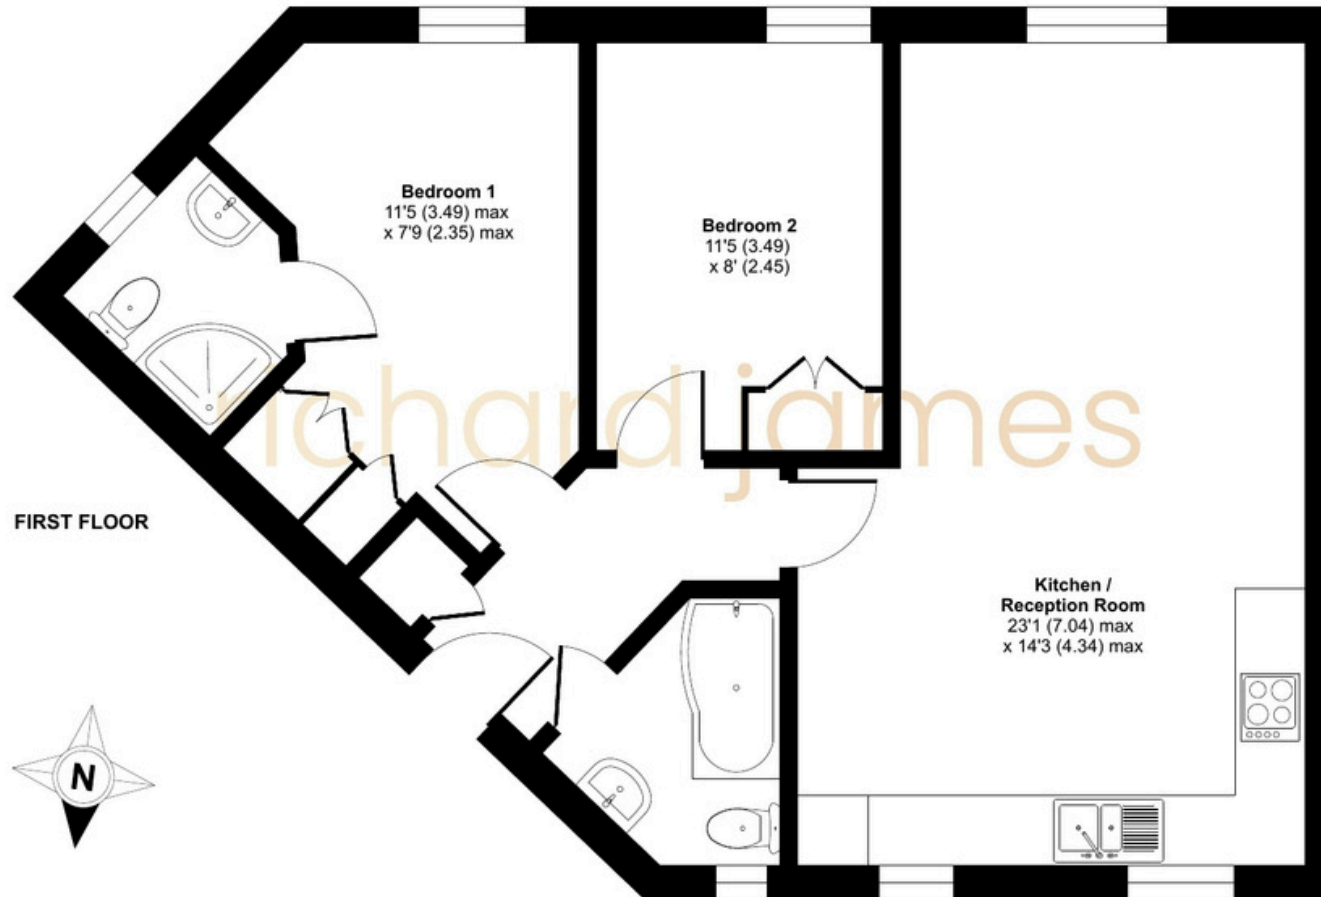 Bedroom 1
11'5 (3.49) max
x 7'9 (2.35) max
Bedroom 2
11'5 (3.49)
x 8' (2.45)
richard james
FIRST FLOOR
Kitchen /
Reception Room
23'1 (7.04) max
x 14'3 (4.34) max
N